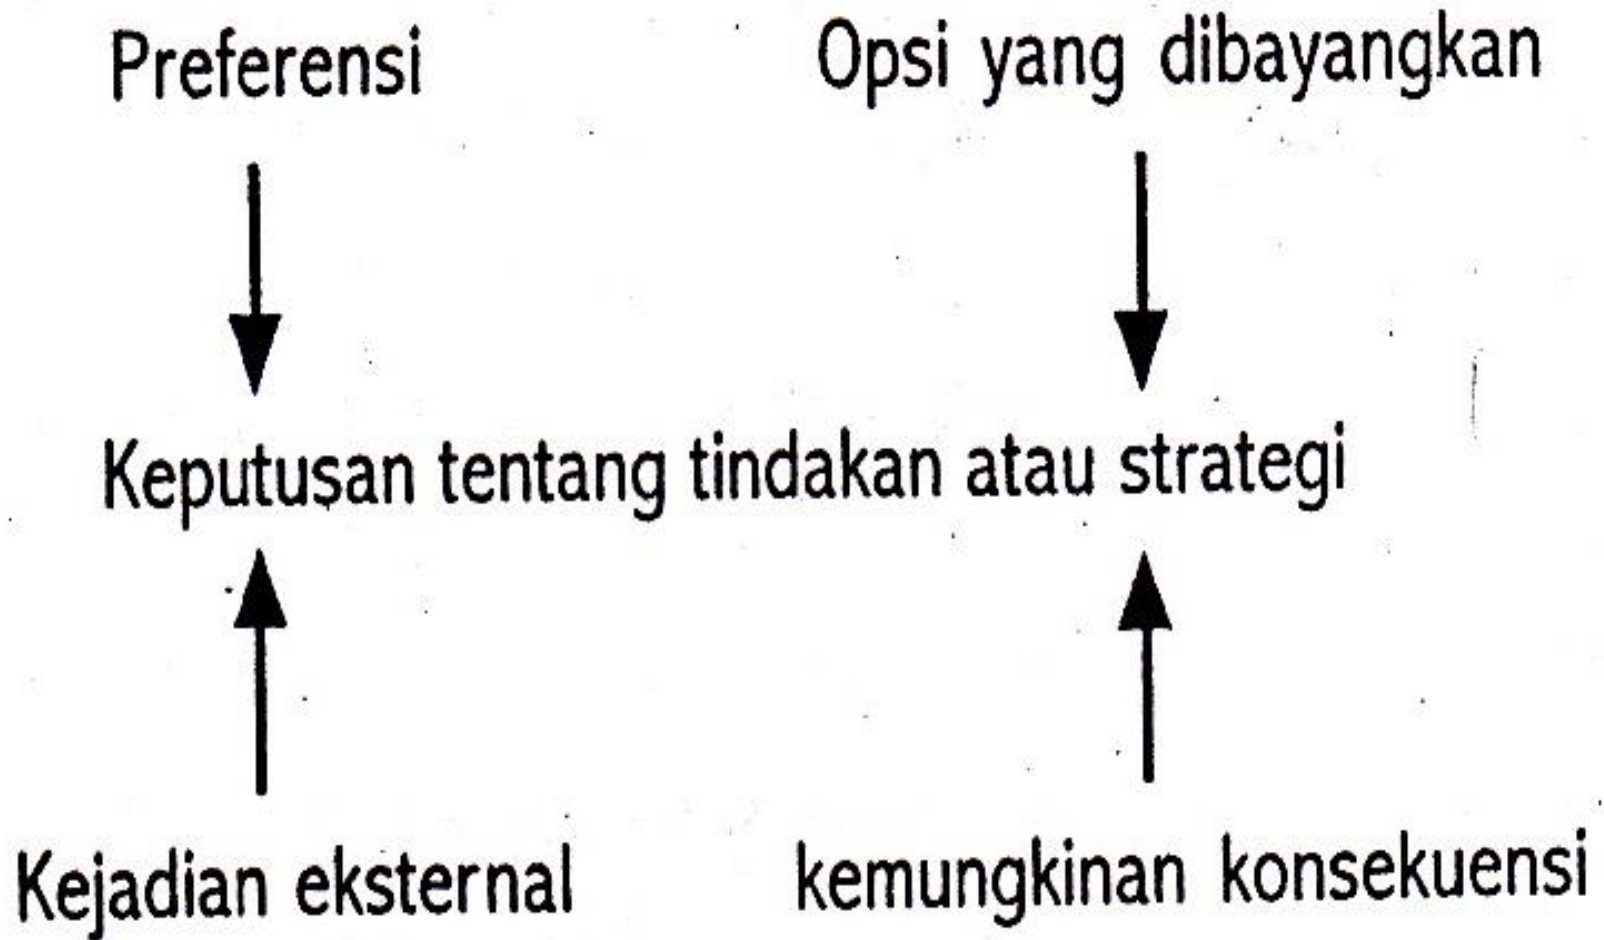 Preferensi
Opsi yang dibayangkan
Keputusan tentang tindakan atau strategi
Kejadian eksternal
kemungkinan konsekuensi